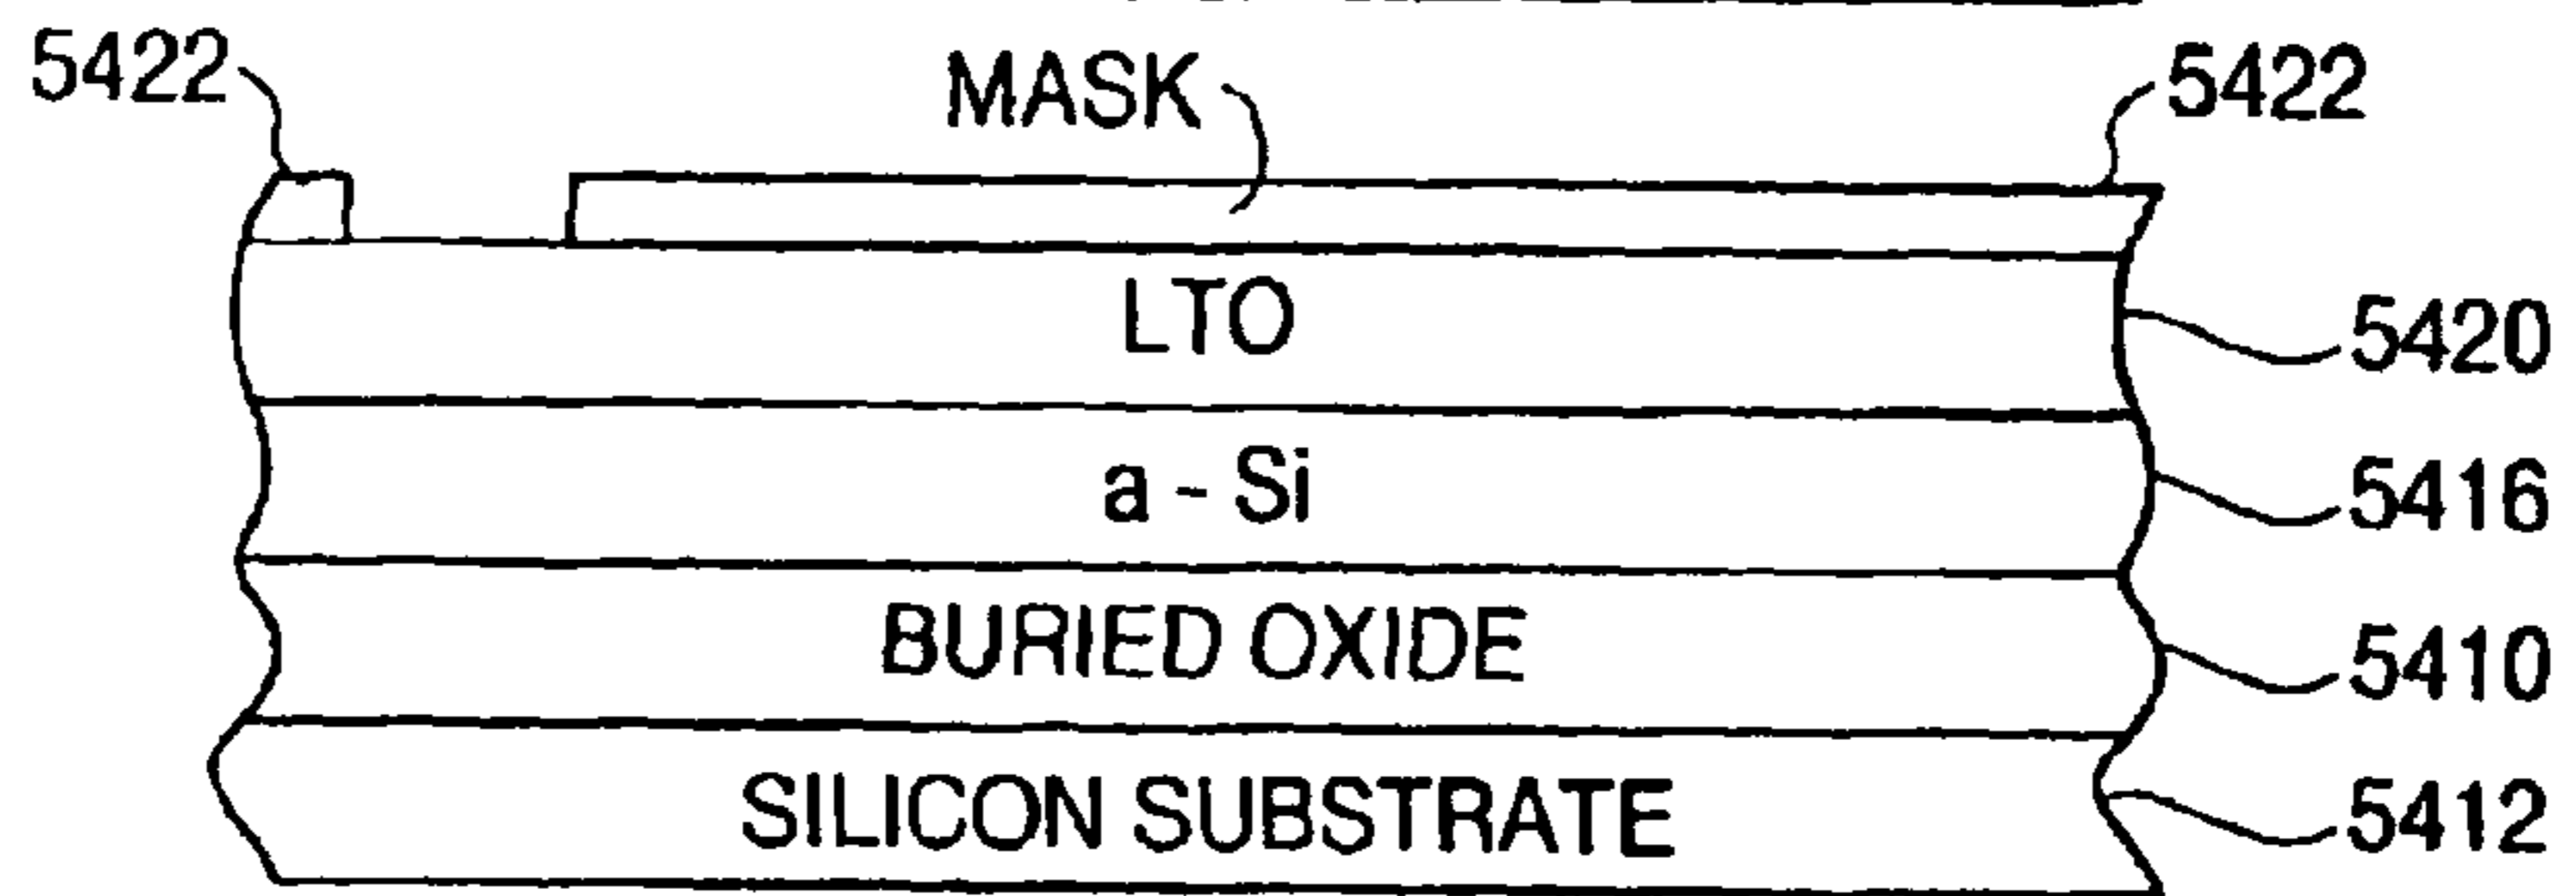 5422
MASK
5422
LTO
5420
a - Si
5416
BURIED OXIDE
5410
SILICON SUBSTRATE
5412